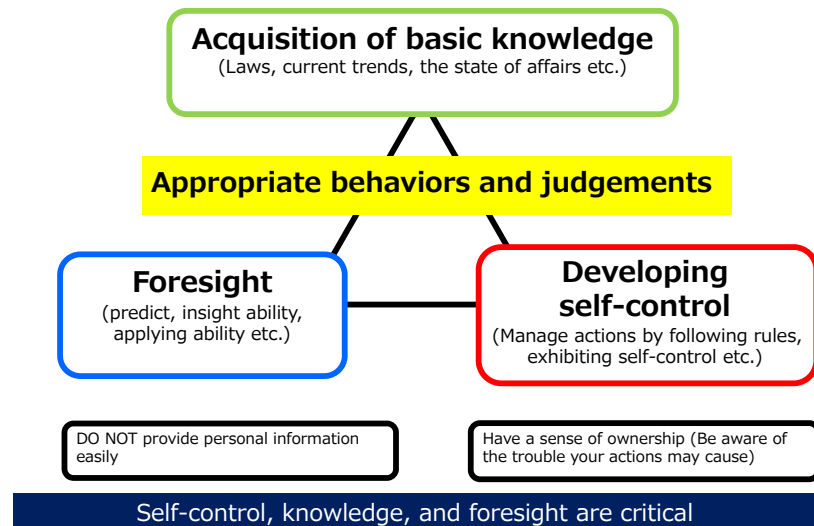 Acquisition of basic knowledge
(Laws, current trends, the state of affairs etc.)
Appropriate behaviors and judgements
Foresight
(predict, insight ability,
applying ability etc.)
Developing
self-control
(Manage actions by following rules,
exhibiting self-control etc.)
DO NOT provide personal information
easily
Have a sense of ownership (Be aware of
the trouble your actions may cause)
Self-control, knowledge, and foresight are critical